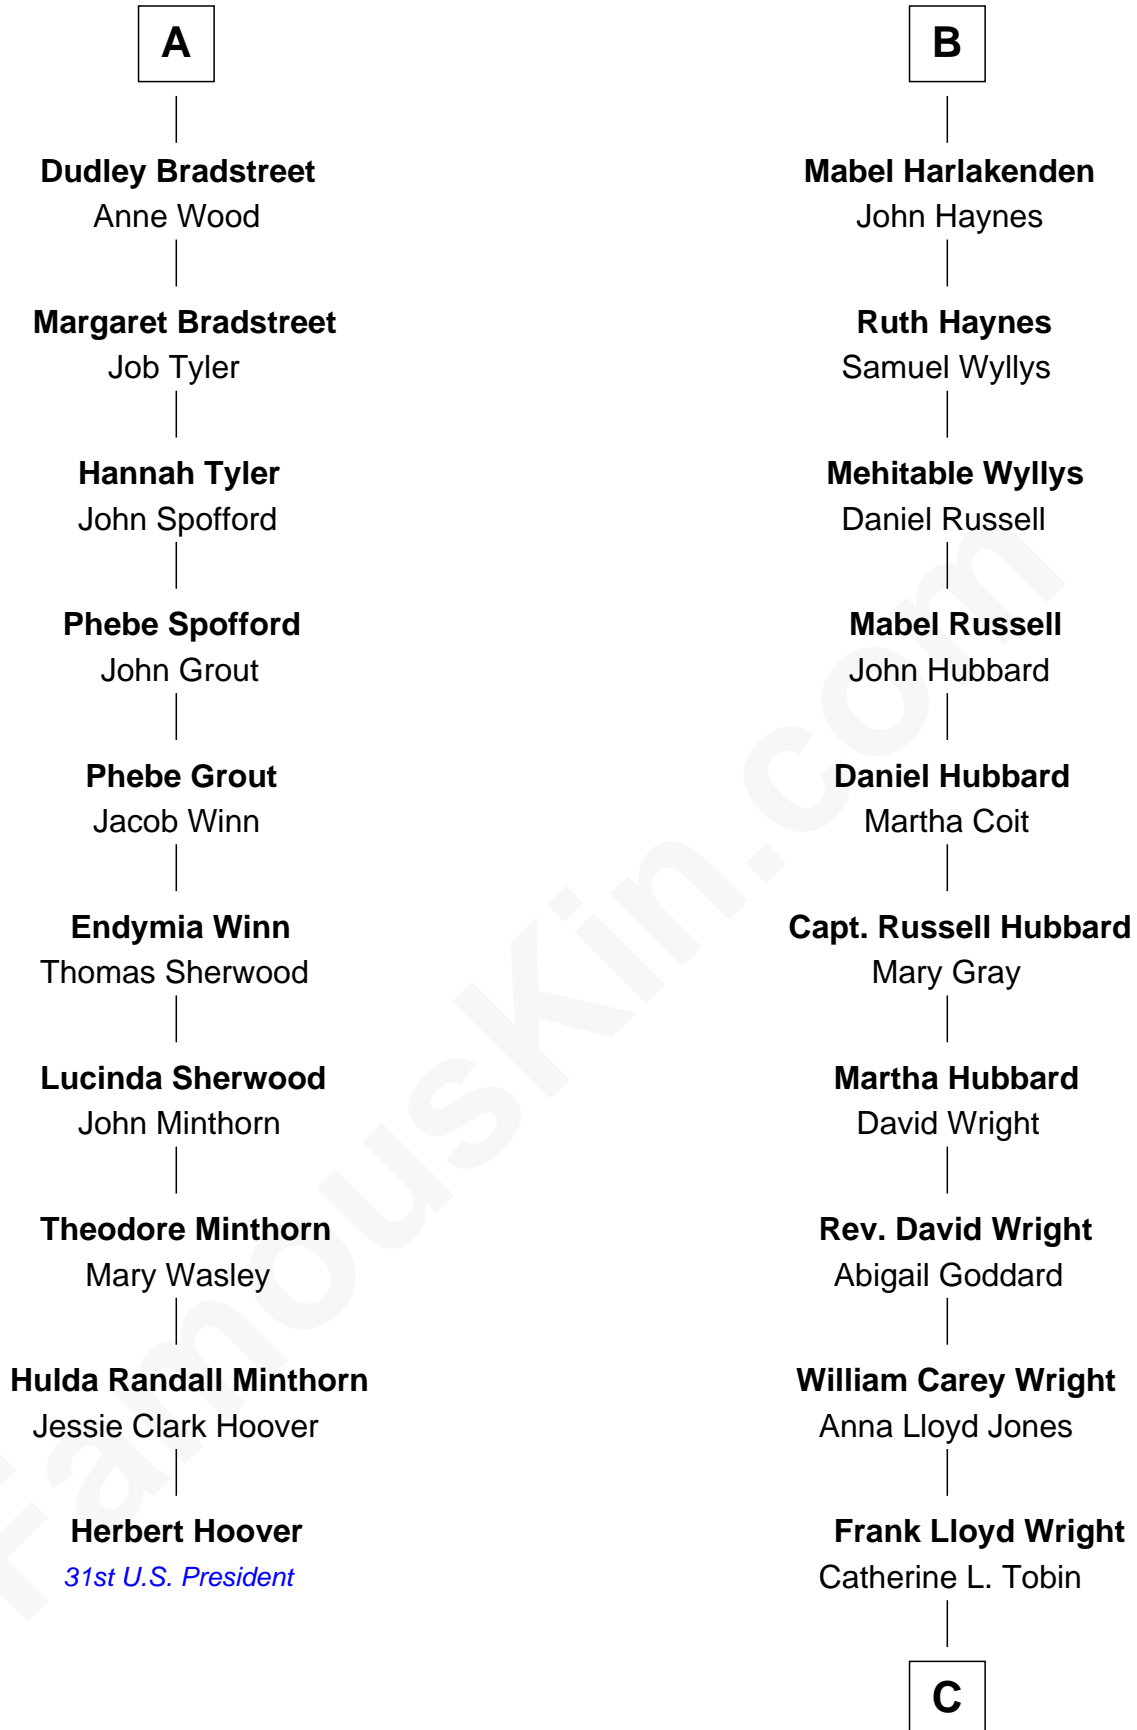 A
Dudley Bradstreet
Anne Wood
Margaret Bradstreet
Job Tyler
Hannah Tyler
John Spofford
Phebe Spofford
John Grout
Phebe Grout
Jacob Winn
Endymia Winn
Thomas Sherwood
Lucinda Sherwood
John Minthorn
Theodore Minthorn
Mary Wasley
Hulda Randall Minthorn
Jessie Clark Hoover
Herbert Hoover
31st U.S. President
B
Mabel Harlakenden
John Haynes
Ruth Haynes
Samuel Wyllys
Mehitable Wyllys
Daniel Russell
Mabel Russell
John Hubbard
Daniel Hubbard
Martha Coit
Capt. Russell Hubbard
Mary Gray
Martha Hubbard
David Wright
Rev. David Wright
Abigail Goddard
William Carey Wright
Anna Lloyd Jones
Frank Lloyd Wright
Catherine L. Tobin
C
FamousKin.com